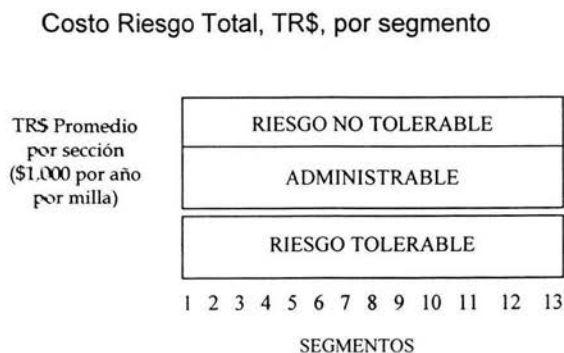 Costo Riesgo Total, TR$, por segmento
TR$ Promedio
por sección
($1,000 por año
por milla)
RIESGO NO TOLERABLE
ADMINISTRABLE
RIESGO TOLERABLE
1 2 3 4 5 6 7 8 9 10 11 12 13
SEGMENTOS